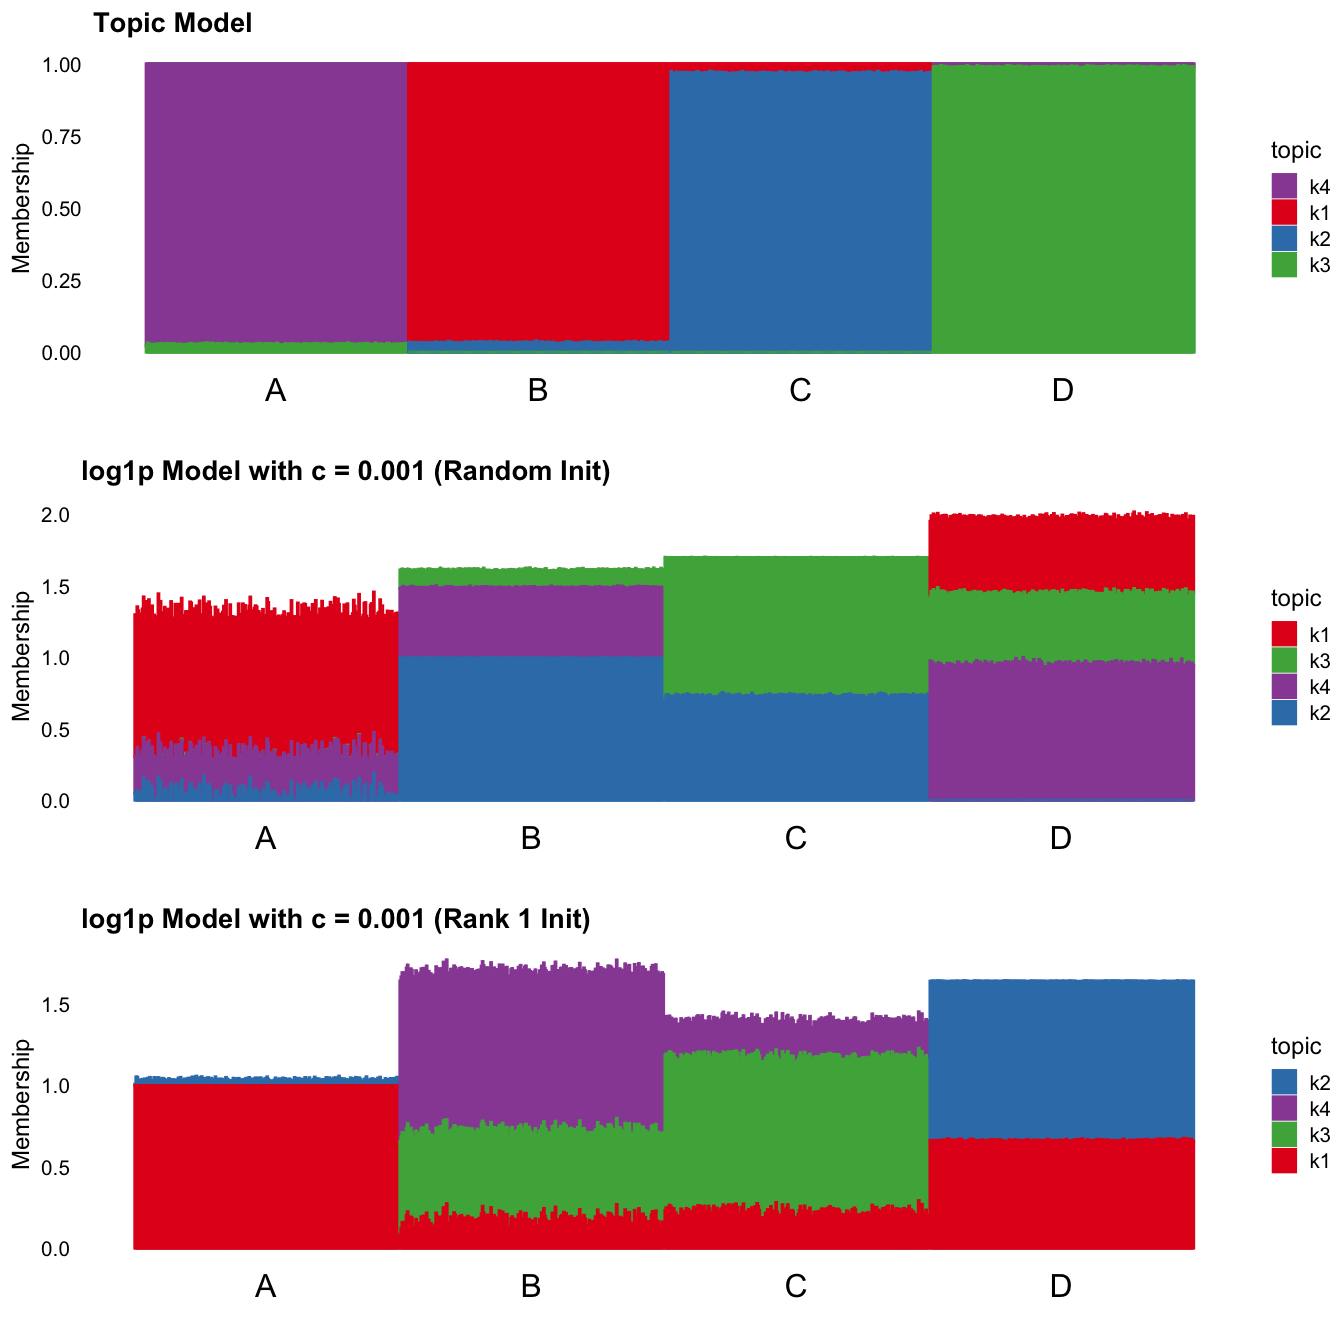 Topic Model
1.00
0.75
0.50
0.25
0.00
Membership
A B C D
topic
k4
k1
k2
k3
log1p Model with c = 0.001 (Random Init)
2.0
1.5
1.0
0.5
0.0
Membership
A B C D
topic
k1
k3
k4
k2
log1p Model with c = 0.001 (Rank 1 Init)
1.5
1.0
0.5
0.0
Membership
A B C D
topic
k2
k4
k3
k1